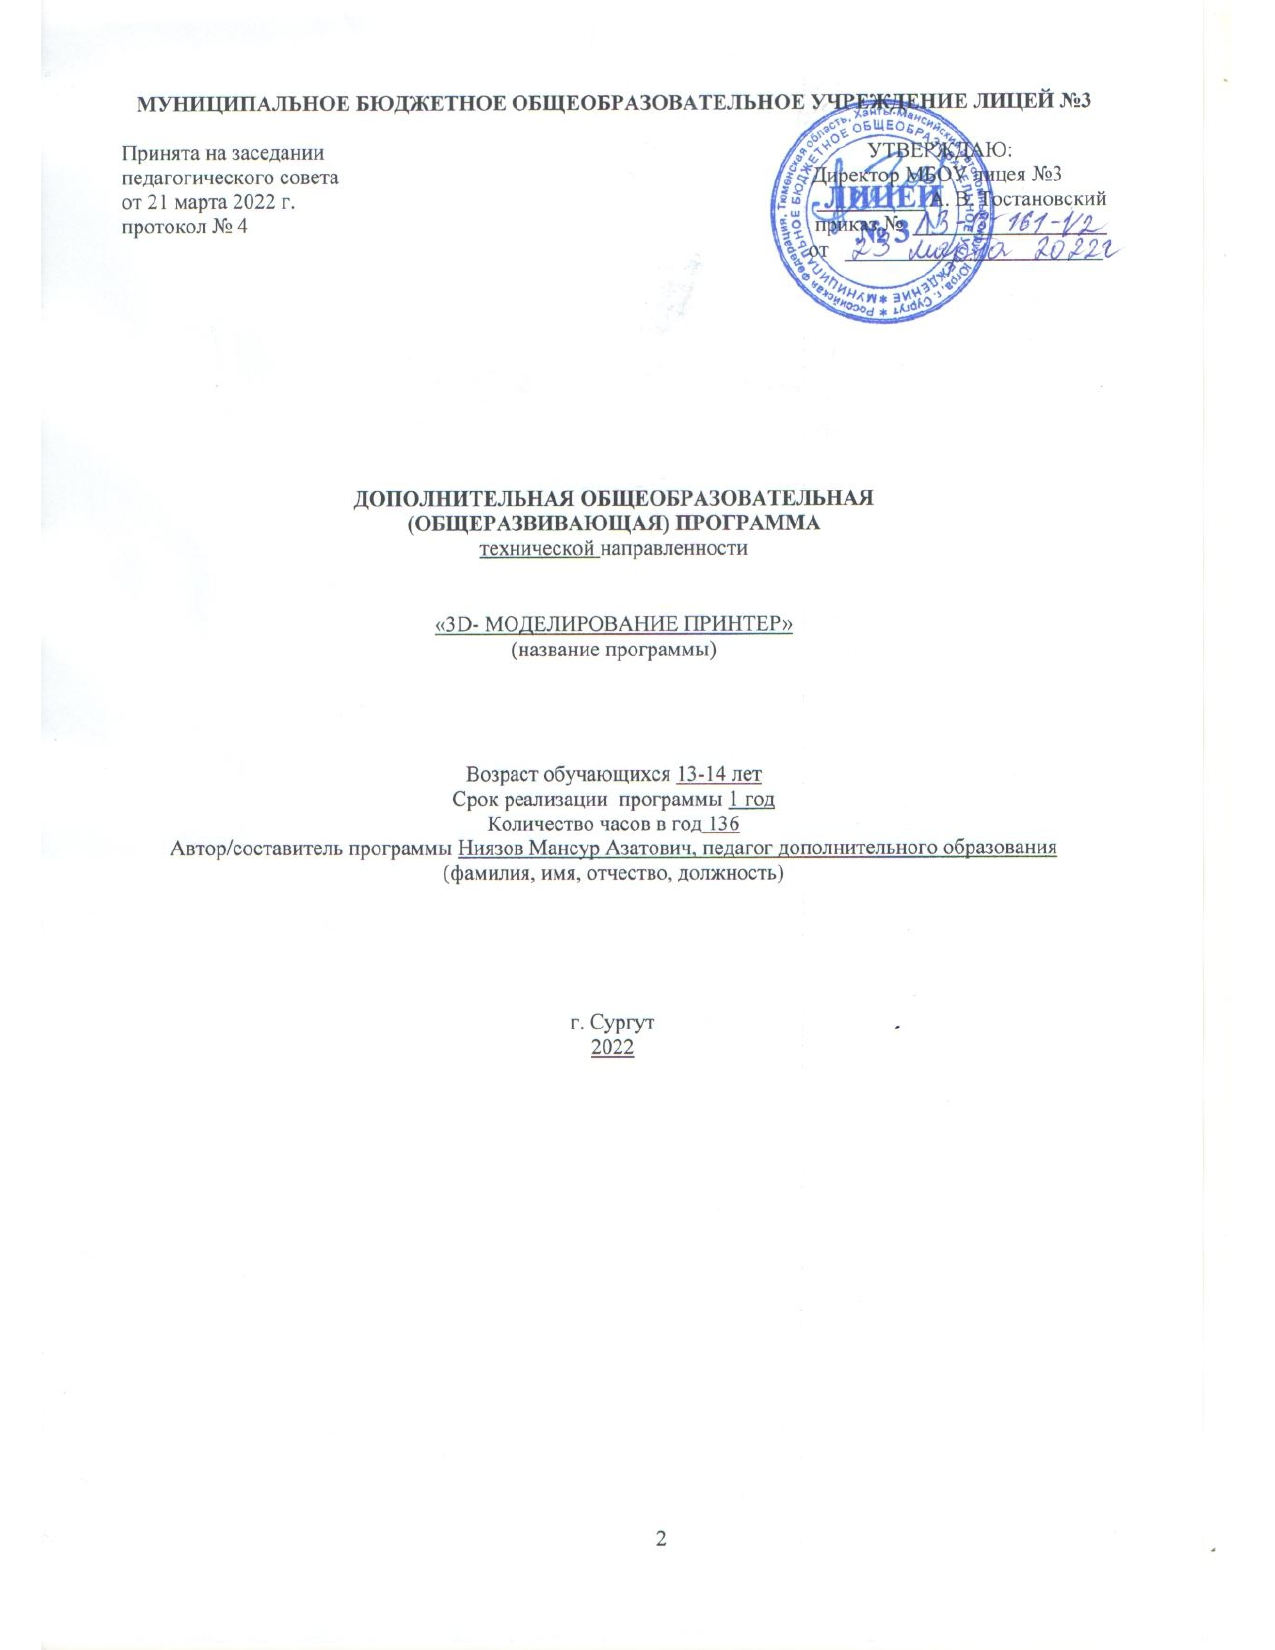 МУНИЦИПАЛЬНОЕ БЮДЖЕТНОЕ ОБЩЕОБРАЗОВАТЕЛЬНОЕ УЧРЕЖДЕНИЕ ЛИЦЕЙ №3
Принята на заседании
педагогического совета
от 21 марта 2022 г.
протокол № 4
УТВЕРЖДАЮ:
Директор МБОУ лицея №3
А. В. Тостановский
приказ № 161-1/2
от 23 марта 2022г
ЛИЦЕЙ
№ 3
ДОПОЛНИТЕЛЬНАЯ ОБЩЕОБРАЗОВАТЕЛЬНАЯ
(ОБЩЕРАЗВИВАЮЩАЯ) ПРОГРАММА
технической направленности
«3D- МОДЕЛИРОВАНИЕ ПРИНТЕР»
(название программы)
Возраст обучающихся 13-14 лет
Срок реализации программы 1 год
Количество часов в год 136
Автор/составитель программы Ниязов Мансур Азатович, педагог дополнительного образования
(фамилия, имя, отчество, должность)
г. Сургут
2022
2